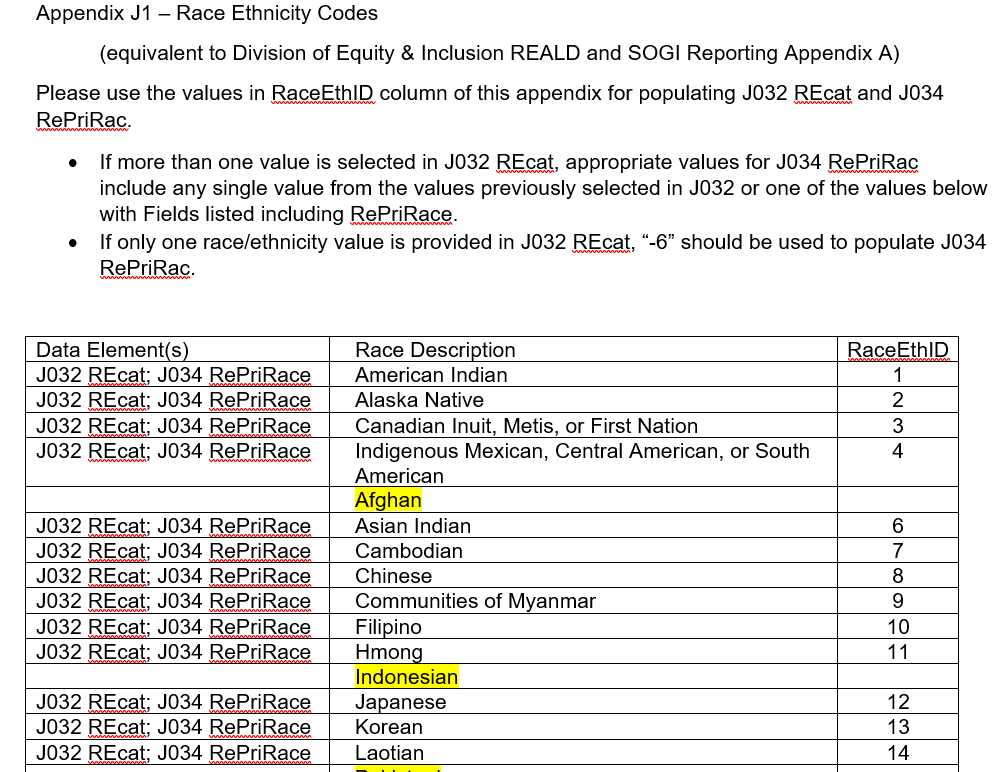 Appendix J1 – Race Ethnicity Codes
(equivalent to Division of Equity & Inclusion REALD and SOGI Reporting Appendix A)
Please use the values in RaceEthID column of this appendix for populating J032 REcat and J034
RePriRac.
• If more than one value is selected in J032 REcat, appropriate values for J034 RePriRac
include any single value from the values previously selected in J032 or one of the values below
with Fields listed including RePriRace.
• If only one race/ethnicity value is provided in J032 REcat, “-6” should be used to populate J034
RePriRac.
Data Element(s) Race Description RaceEthID
J032 REcat; J034 RePriRace American Indian 1
J032 REcat; J034 RePriRace Alaska Native 2
J032 REcat; J034 RePriRace Canadian Inuit, Metis, or First Nation 3
J032 REcat; J034 RePriRace Indigenous Mexican, Central American, or South 4
American
Afghan
J032 REcat; J034 RePriRace Asian Indian 6
J032 REcat; J034 RePriRace Cambodian 7
J032 REcat; J034 RePriRace Chinese 8
J032 REcat; J034 RePriRace Communities of Myanmar 9
J032 REcat; J034 RePriRace Filipino 10
J032 REcat; J034 RePriRace Hmong 11
Indonesian
J032 REcat; J034 RePriRace Japanese 12
J032 REcat; J034 RePriRace Korean 13
J032 REcat; J034 RePriRace Laotian 14